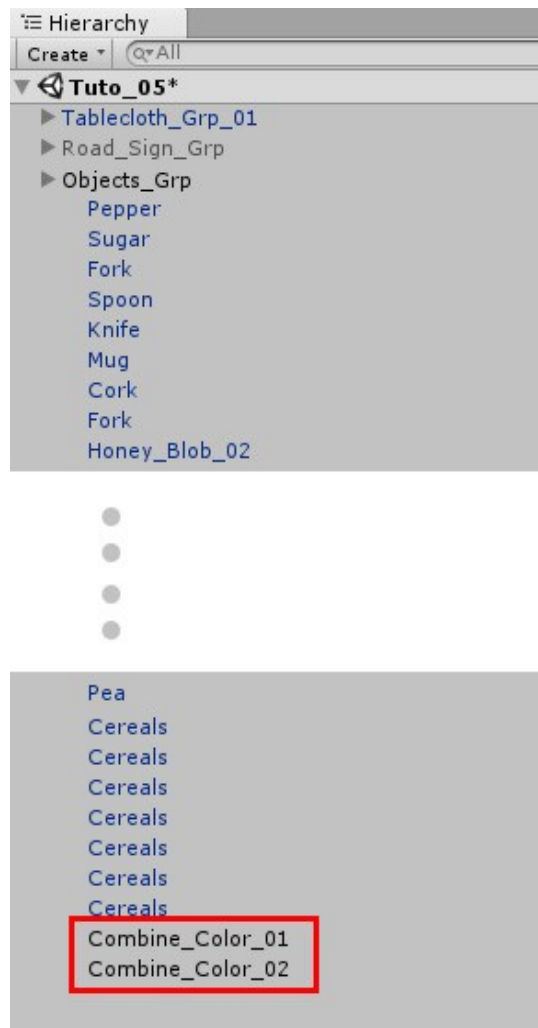 Hierarchy
Create All
Tuto_05*
Tablecloth_Grp_01
Road_Sign_Grp
Objects_Grp
Pepper
Sugar
Fork
Spoon
Knife
Mug
Cork
Fork
Honey_Blob_02
Pea
Cereals
Cereals
Cereals
Cereals
Cereals
Cereals
Cereals
Combine_Color_01
Combine_Color_02